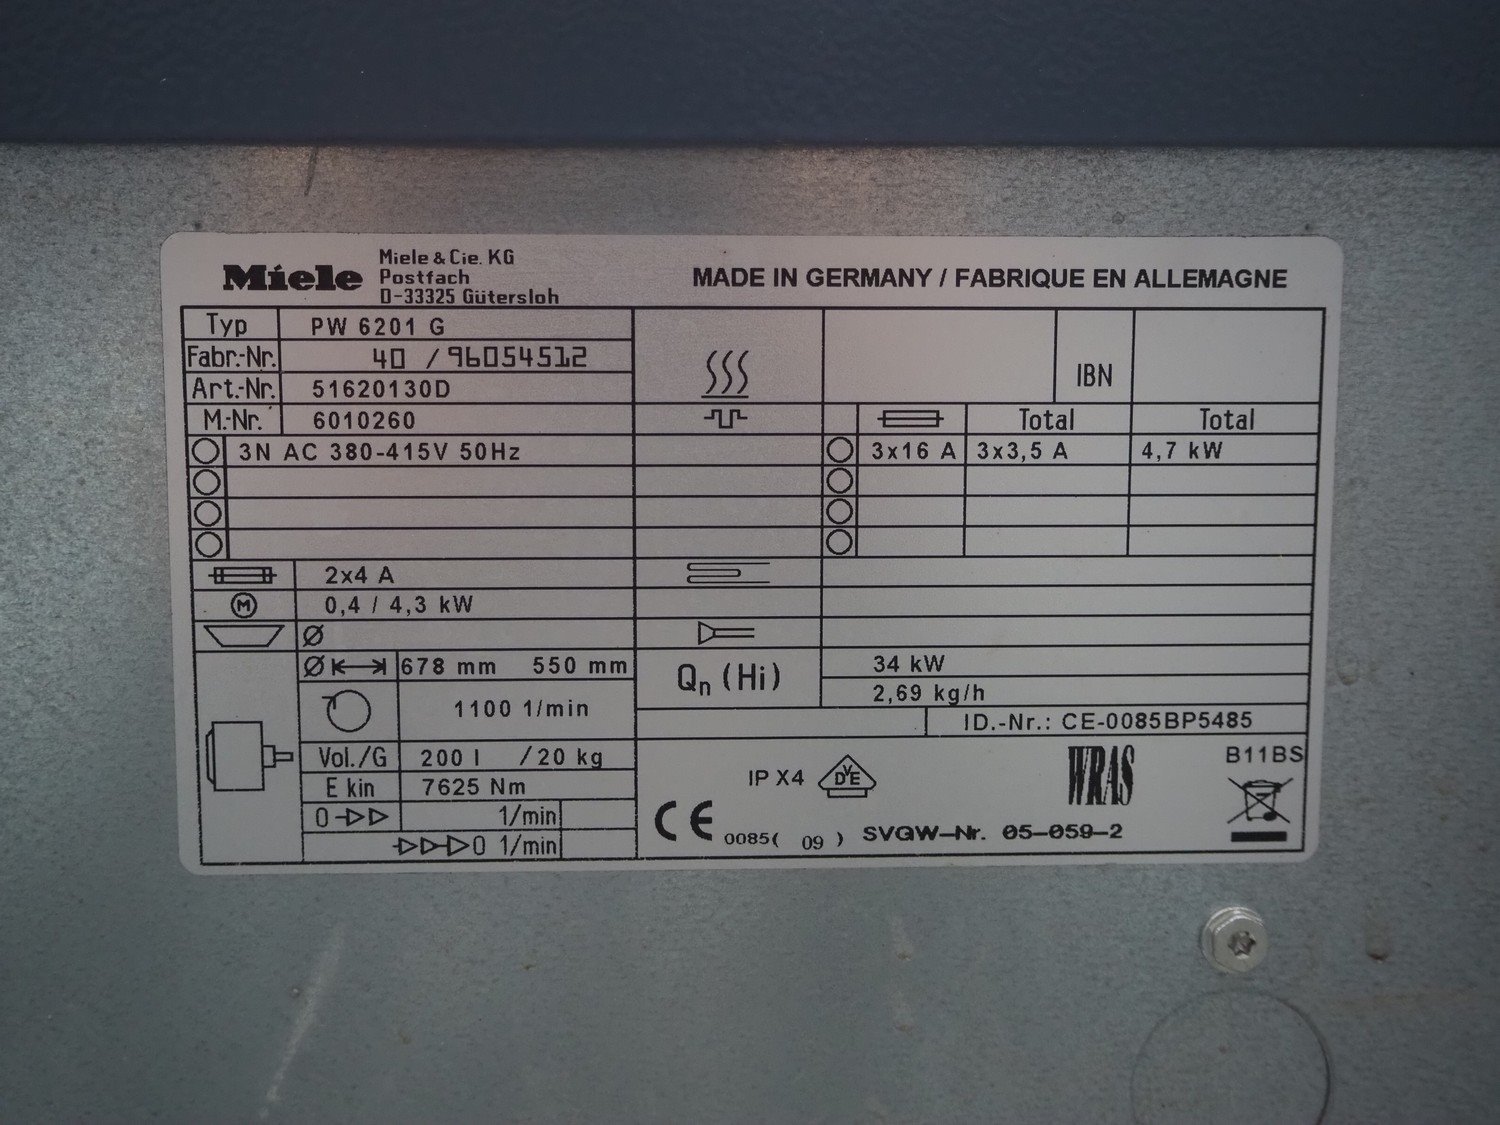 Miele
Miele & Cie. KG
Postfach
D-33325 Gütersloh
MADE IN GERMANY / FABRIQUE EN ALLEMAGNE
Typ PW 6201 G
Fabr.-Nr. 40 / 96054512
Art.-Nr. 51620130D
IBN
M.-Nr. 6010260 Total Total
3N AC 380-415V 50Hz 3x16 A 3x3,5 A 4,7 kW
2x4 A
M 0,4 / 4,3 kW
Ø
Ø 678 mm 550 mm
Qn (Hi) 34 kW
2,69 kg/h
1100 1/min
ID.-Nr.: CE-0085BP5485
Vol./G 200 l / 20 kg
E kin 7625 Nm
0 1/min
0 1/min
IP X4 DVE WRAS B11BS
CE 0085( 09 ) SVGW-Nr. 05-059-2